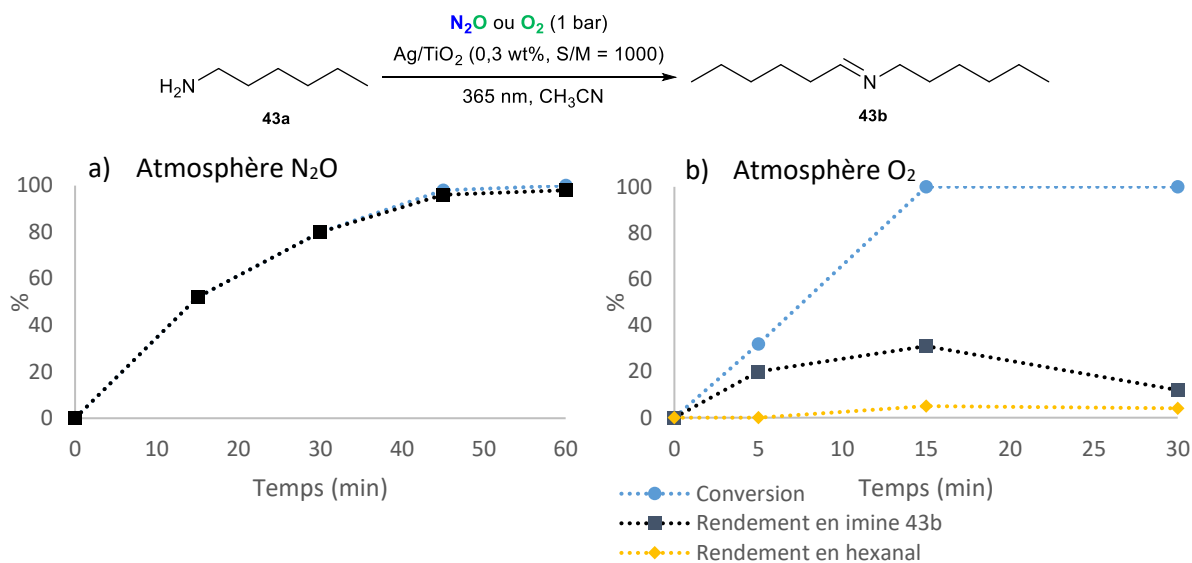 N₂O ou O₂ (1 bar)
Ag/TiO₂ (0,3 wt%, S/M = 1000)
365 nm, CH₃CN
H₂N
43a
N
43b
a) Atmosphère N₂O
100
80
60
40
20
0
%
0 10 20 30 40 50 60
Temps (min)
b) Atmosphère O₂
100
80
60
40
20
0
%
0 5 10 15 20 25 30
Temps (min)
Conversion
Rendement en imine 43b
Rendement en hexanal